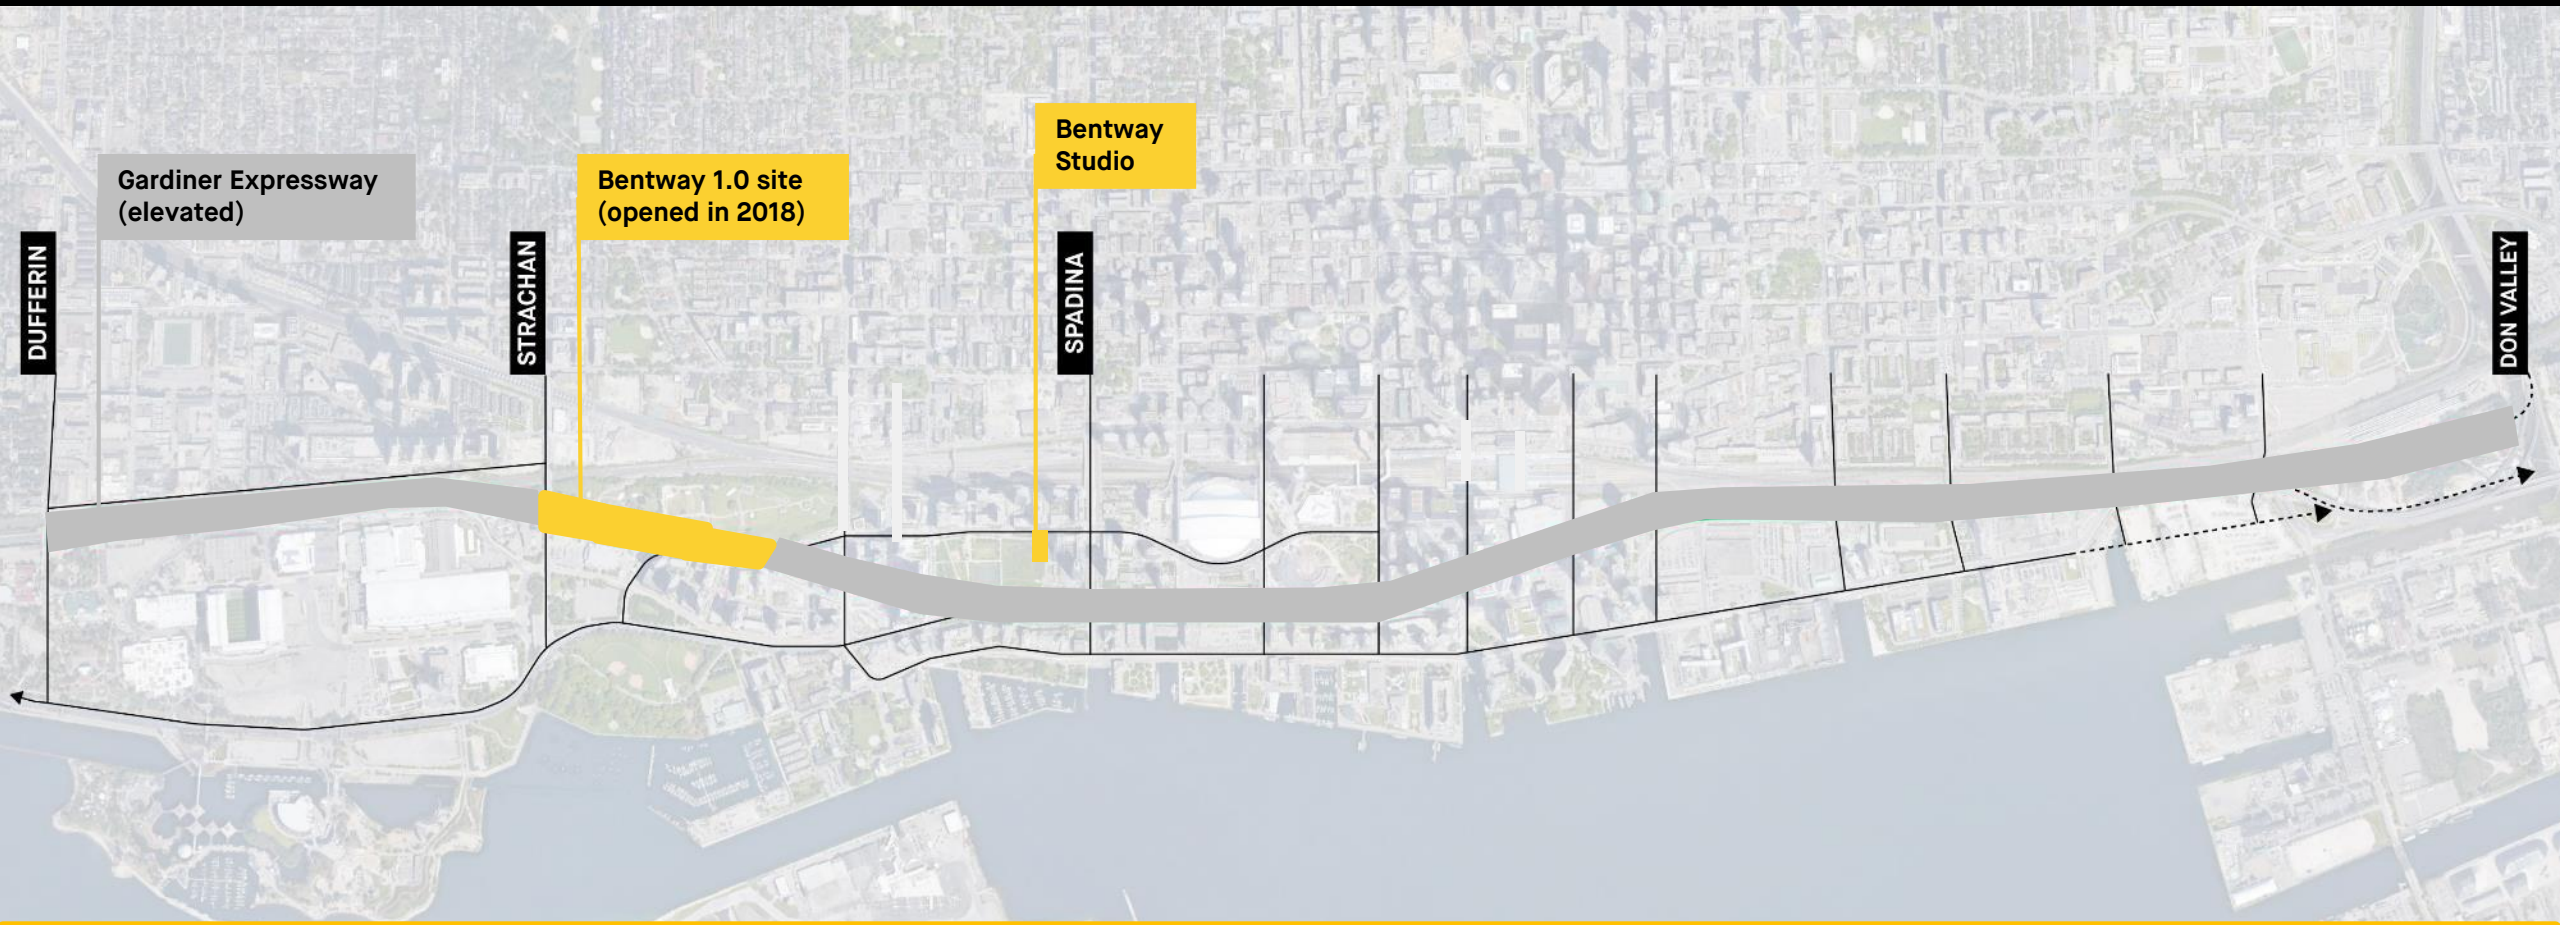 Bentway
Studio
Gardiner Expressway
(elevated)
Bentway 1.0 site
(opened in 2018)
DUFFERIN
STRACHAN
SPADINA
DON VALLEY